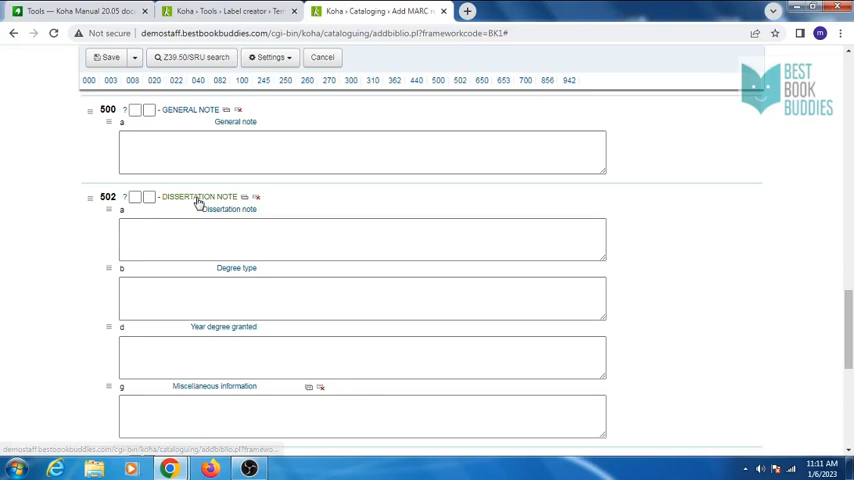 Tools — Koha Manual 20.05 doc
Koha › Tools › Label creator › Tem
Koha › Cataloging › Add MARC r
Not secure
demostaff.bestbookbuddies.com/cgi-bin/koha/cataloguing/addbiblio.pl?frameworkcode=BK1#
m
Save
Z39.50/SRU search
Settings
Cancel
000 003 008 020 022 040 082 100 245 250 260 300 310 362 440 500 502 650 856 942
BEST
BOOK
BUDDIES
500 ? - GENERAL NOTE
a General note
502 ? - DISSERTATION NOTE
a Dissertation note
b Degree type
d Year degree granted
g Miscellaneous information
demostaff.bestbookbuddies.com/cgi-bin/koha/cataloguing/addbiblio.pl?framewo...
11:11 AM
1/6/2023